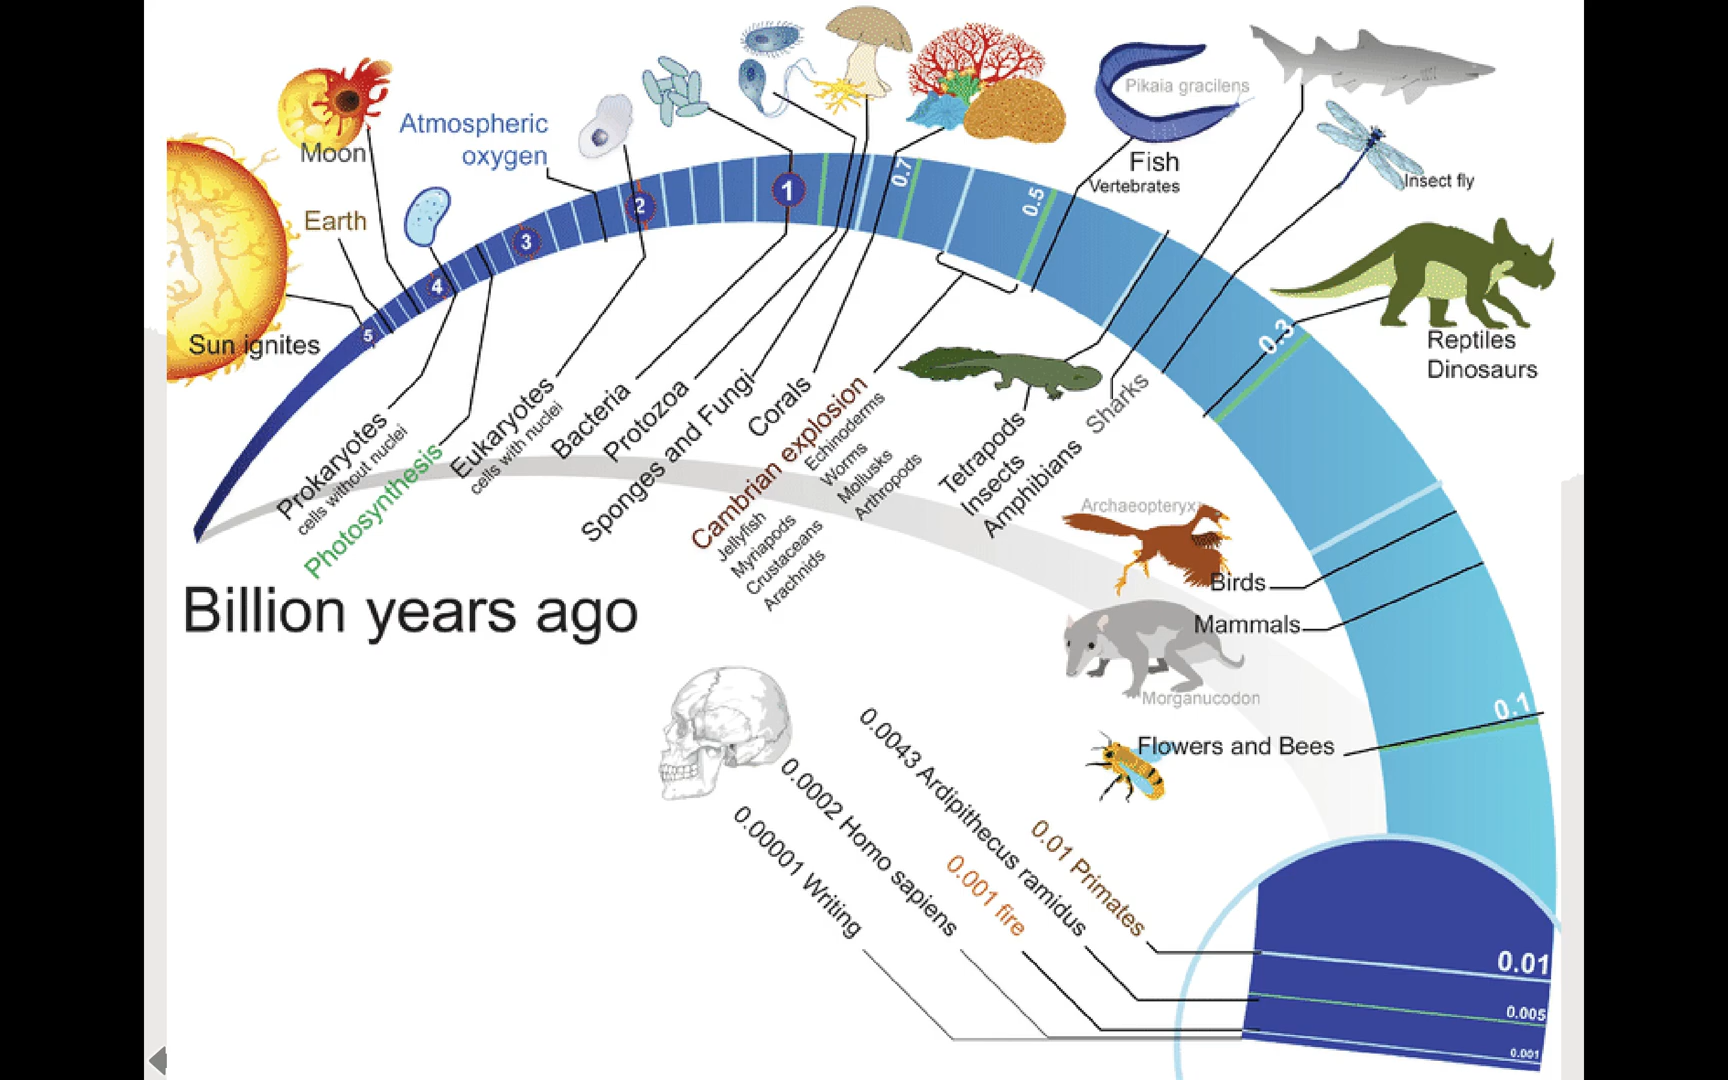 Moon
Atmospheric
oxygen
Earth
Sun ignites
5
4
3
2
1
0.7
0.5
0.3
0.1
Pikaia gracilens
Fish
Vertebrates
Insect fly
Reptiles
Dinosaurs
Prokaryotes
cells without nuclei
Photosynthesis
Eukaryotes
cells with nuclei
Bacteria
Protozoa
Sponges and Fungi
Corals
Cambrian explosion
Echinoderms
Worms
Mollusks
Arthropods
Jellyfish
Myriapods
Crustaceans
Arachnids
Tetrapods
Insects
Amphibians
Sharks
Archaeopteryx
Birds
Mammals
Morganucodon
Flowers and Bees
Billion years ago
0.01 Primates
0.0043 Ardipithecus ramidus
0.001 fire
0.0002 Homo sapiens
0.00001 Writing
0.01
0.005
0.001